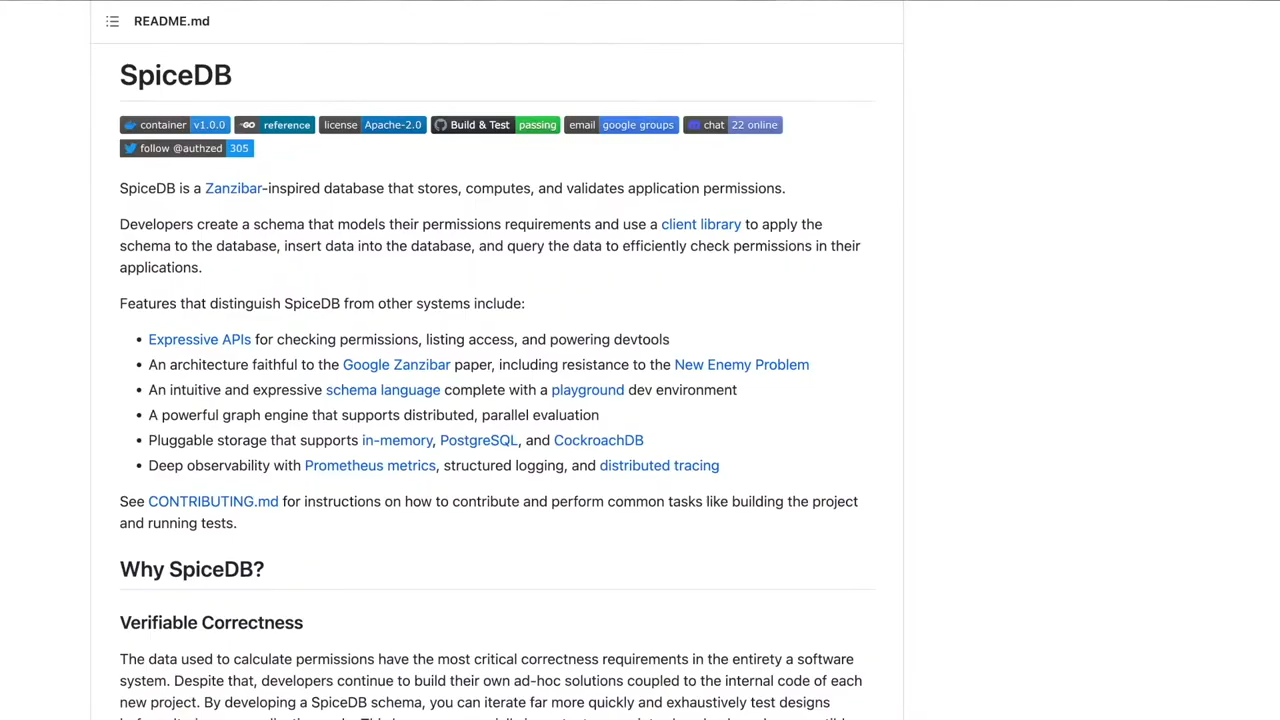 README.md
SpiceDB
container v1.0.0 GO reference license Apache-2.0 Build & Test passing email google groups chat 22 online
follow @authzed 305
SpiceDB is a Zanzibar-inspired database that stores, computes, and validates application permissions.
Developers create a schema that models their permissions requirements and use a client library to apply the
schema to the database, insert data into the database, and query the data to efficiently check permissions in their
applications.
Features that distinguish SpiceDB from other systems include:
• Expressive APIs for checking permissions, listing access, and powering devtools
• An architecture faithful to the Google Zanzibar paper, including resistance to the New Enemy Problem
• An intuitive and expressive schema language complete with a playground dev environment
• A powerful graph engine that supports distributed, parallel evaluation
• Pluggable storage that supports in-memory, PostgreSQL, and CockroachDB
• Deep observability with Prometheus metrics, structured logging, and distributed tracing
See CONTRIBUTING.md for instructions on how to contribute and perform common tasks like building the project
and running tests.
Why SpiceDB?
Verifiable Correctness
The data used to calculate permissions have the most critical correctness requirements in the entirety a software
system. Despite that, developers continue to build their own ad-hoc solutions coupled to the internal code of each
new project. By developing a SpiceDB schema, you can iterate far more quickly and exhaustively test designs